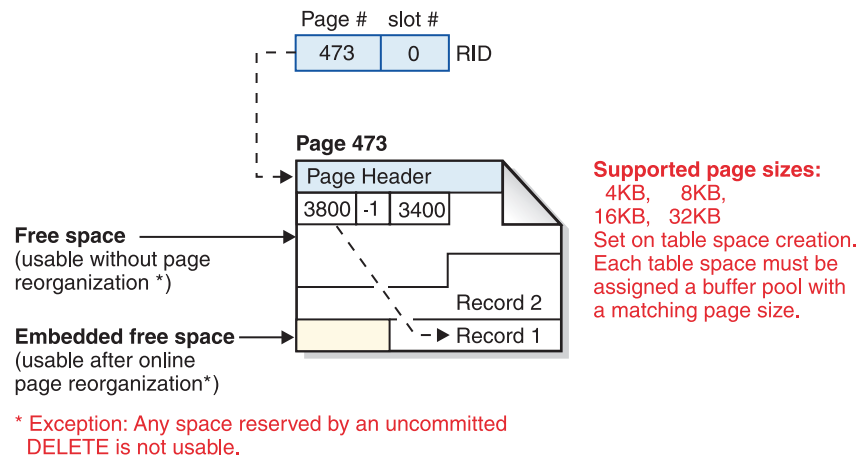 Page # slot #
473 0 RID
Page 473
Page Header
3800 -1 3400
Free space
(usable without page
reorganization *)
Record 2
Embedded free space
Record 1
(usable after online
page reorganization*)
* Exception: Any space reserved by an uncommitted
DELETE is not usable.
Supported page sizes:
4KB, 8KB,
16KB, 32KB
Set on table space creation.
Each table space must be
assigned a buffer pool with
a matching page size.